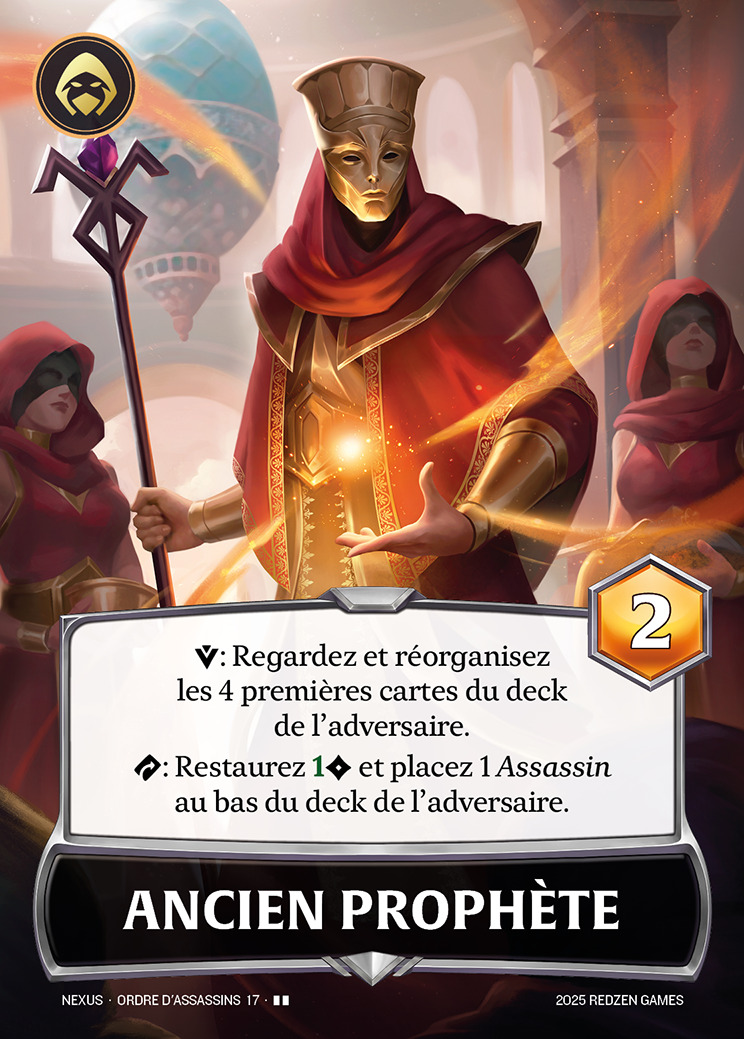 2
: Regardez et réorganisez
les 4 premières cartes du deck
de l’adversaire.
: Restaurez 1 et placez 1 Assassin
au bas du deck de l’adversaire.
ANCIEN PROPHÈTE
NEXUS · ORDRE D’ASSASSINS 17 ·
2025 REDZEN GAMES